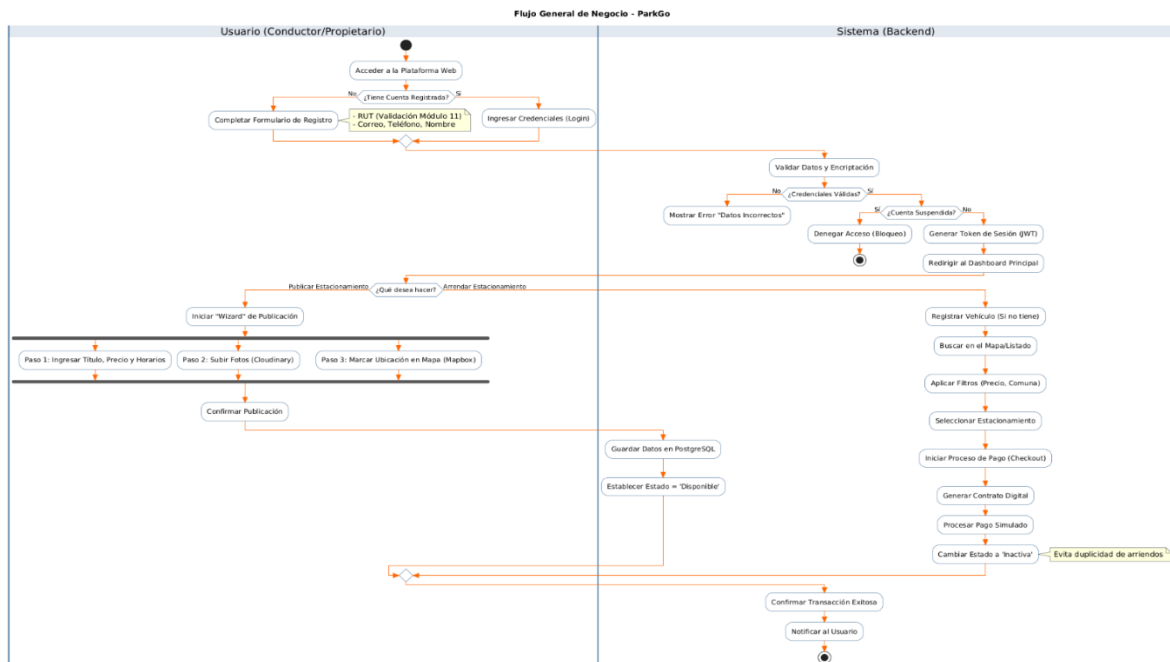 Flujo General de Negocio - ParkGo
Usuario (Conductor/Propietario)
Sistema (Backend)
Acceder a la Plataforma Web
No
¿Tiene Cuenta Registrada?
Sí
Completar Formulario de Registro
- RUT (Validación Módulo 11)
- Correo, Teléfono, Nombre
Ingresar Credenciales (Login)
Validar Datos y Encriptación
No
¿Credenciales Válidas?
Sí
Mostrar Error "Datos Incorrectos"
Sí
¿Cuenta Suspendida?
No
Denegar Acceso (Bloqueo)
Generar Token de Sesión (JWT)
Redirigir al Dashboard Principal
Publicar Estacionamiento
¿Qué desea hacer?
Arrendar Estacionamiento
Iniciar "Wizard" de Publicación
Registrar Vehículo (Si no tiene)
Paso 1: Ingresar Título, Precio y Horarios
Paso 2: Subir Fotos (Cloudinary)
Paso 3: Marcar Ubicación en Mapa (Mapbox)
Buscar en el Mapa/Listado
Aplicar Filtros (Precio, Comuna)
Confirmar Publicación
Seleccionar Estacionamiento
Guardar Datos en PostgreSQL
Iniciar Proceso de Pago (Checkout)
Establecer Estado = 'Disponible'
Generar Contrato Digital
Procesar Pago Simulado
Cambiar Estado a 'Inactiva'
Evita duplicidad de arriendos
Confirmar Transacción Exitosa
Notificar al Usuario